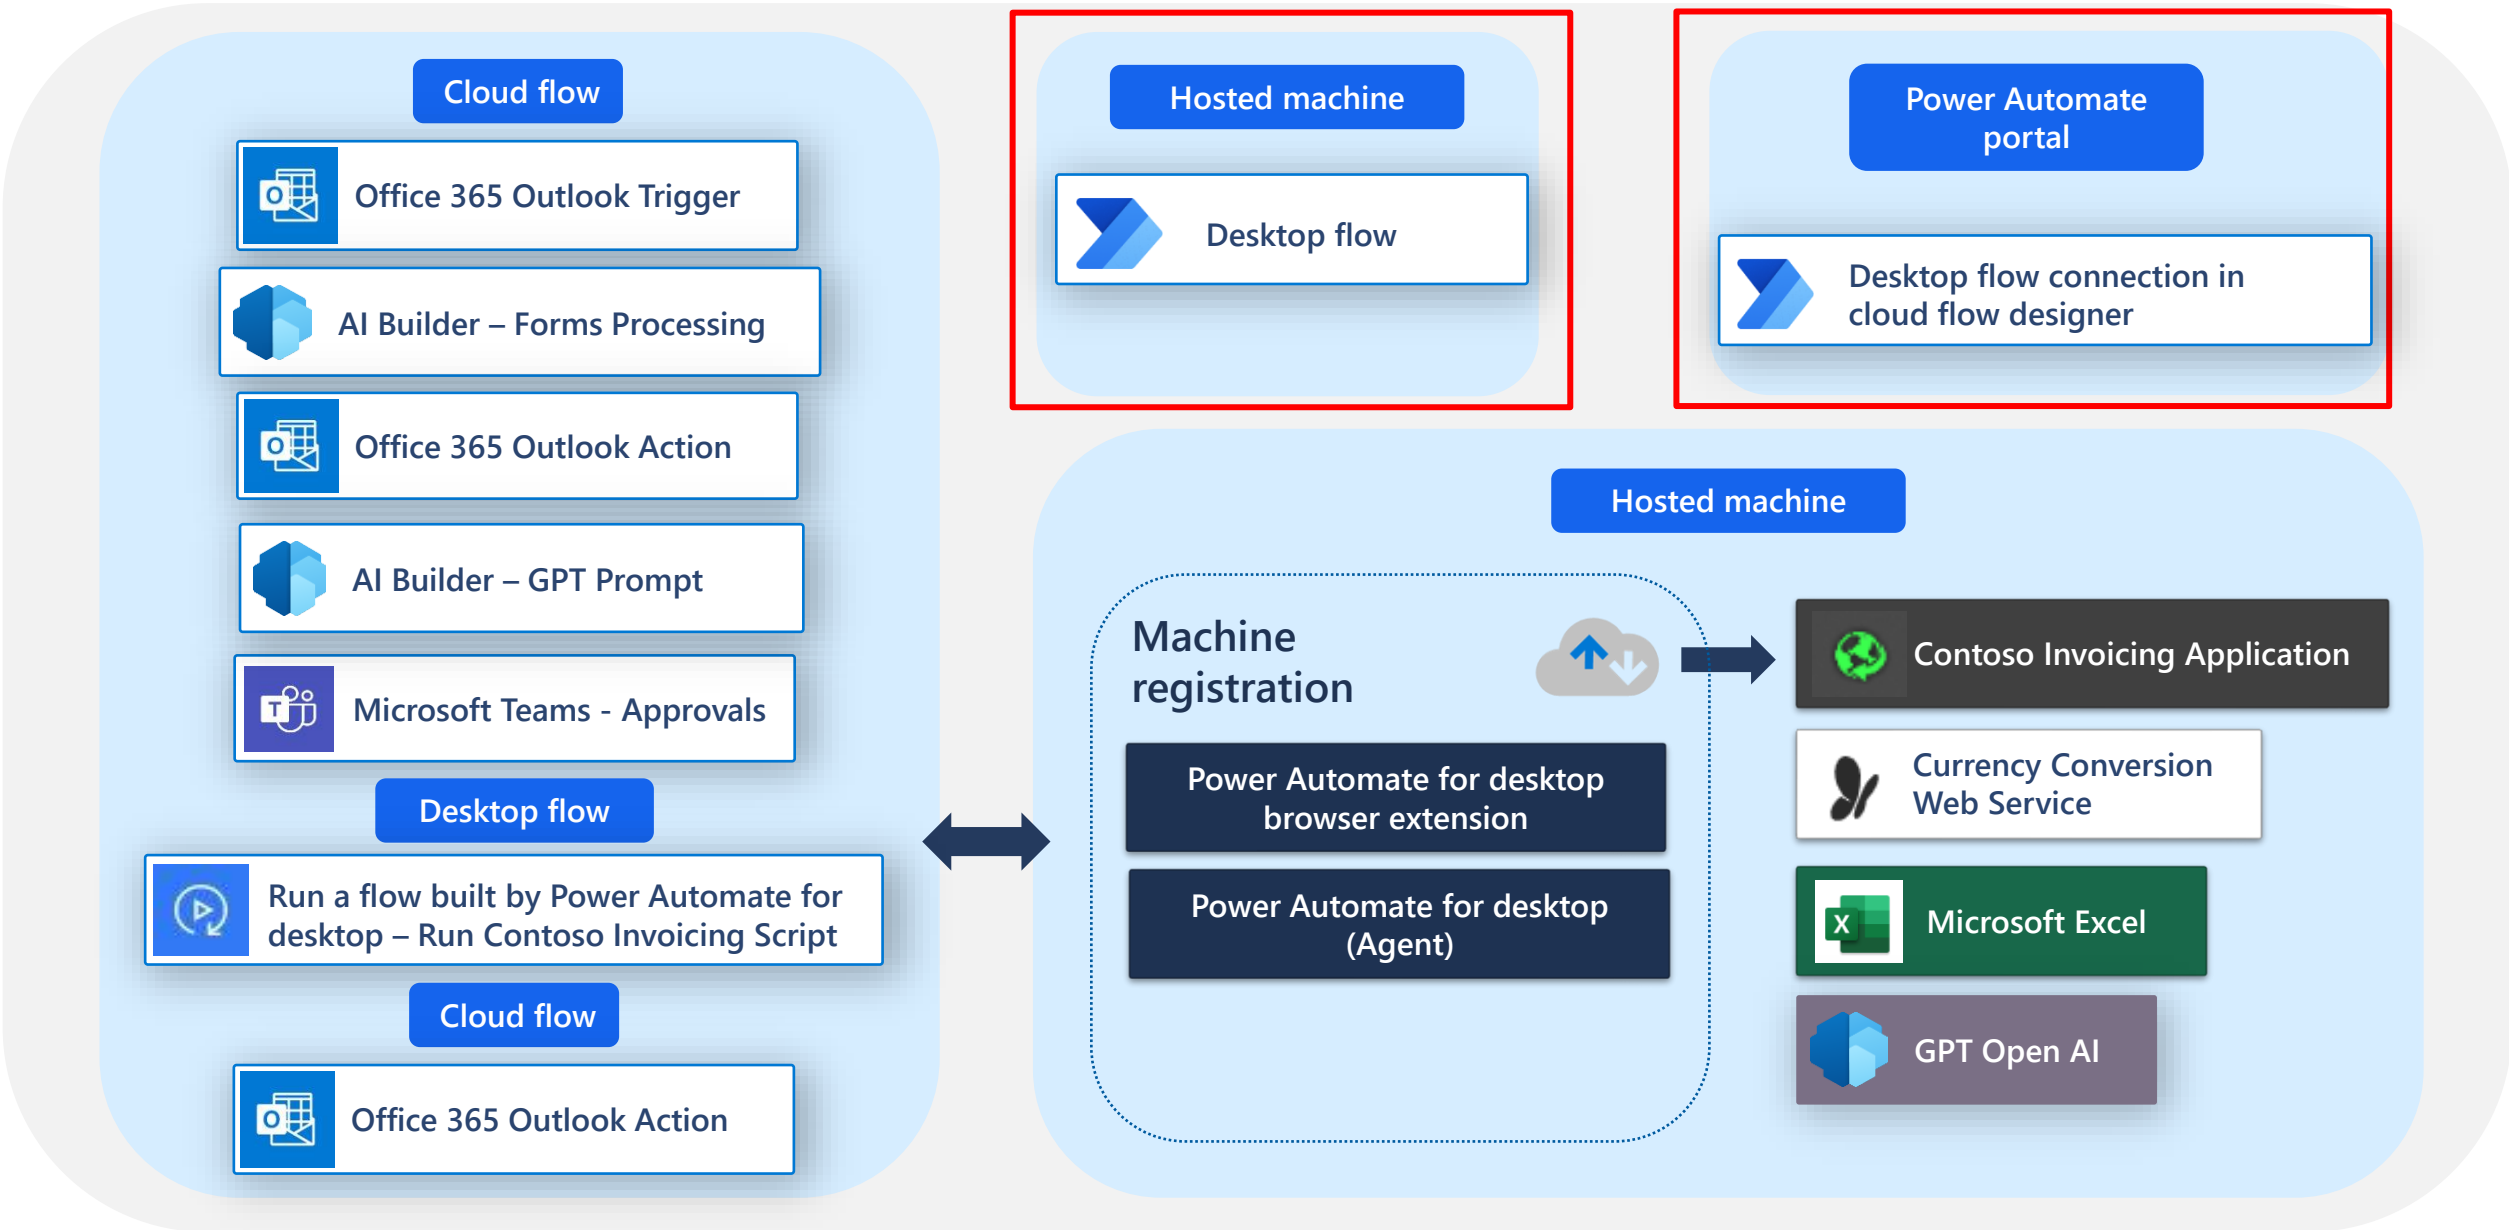 Cloud flow
Office 365 Outlook Trigger
AI Builder – Forms Processing
Office 365 Outlook Action
AI Builder – GPT Prompt
Microsoft Teams - Approvals
Desktop flow
Run a flow built by Power Automate for
desktop – Run Contoso Invoicing Script
Cloud flow
Office 365 Outlook Action
Hosted machine
Desktop flow
Power Automate
portal
Desktop flow connection in
cloud flow designer
Hosted machine
Machine
registration
Power Automate for desktop
browser extension
Power Automate for desktop
(Agent)
Contoso Invoicing Application
Currency Conversion
Web Service
Microsoft Excel
GPT Open AI